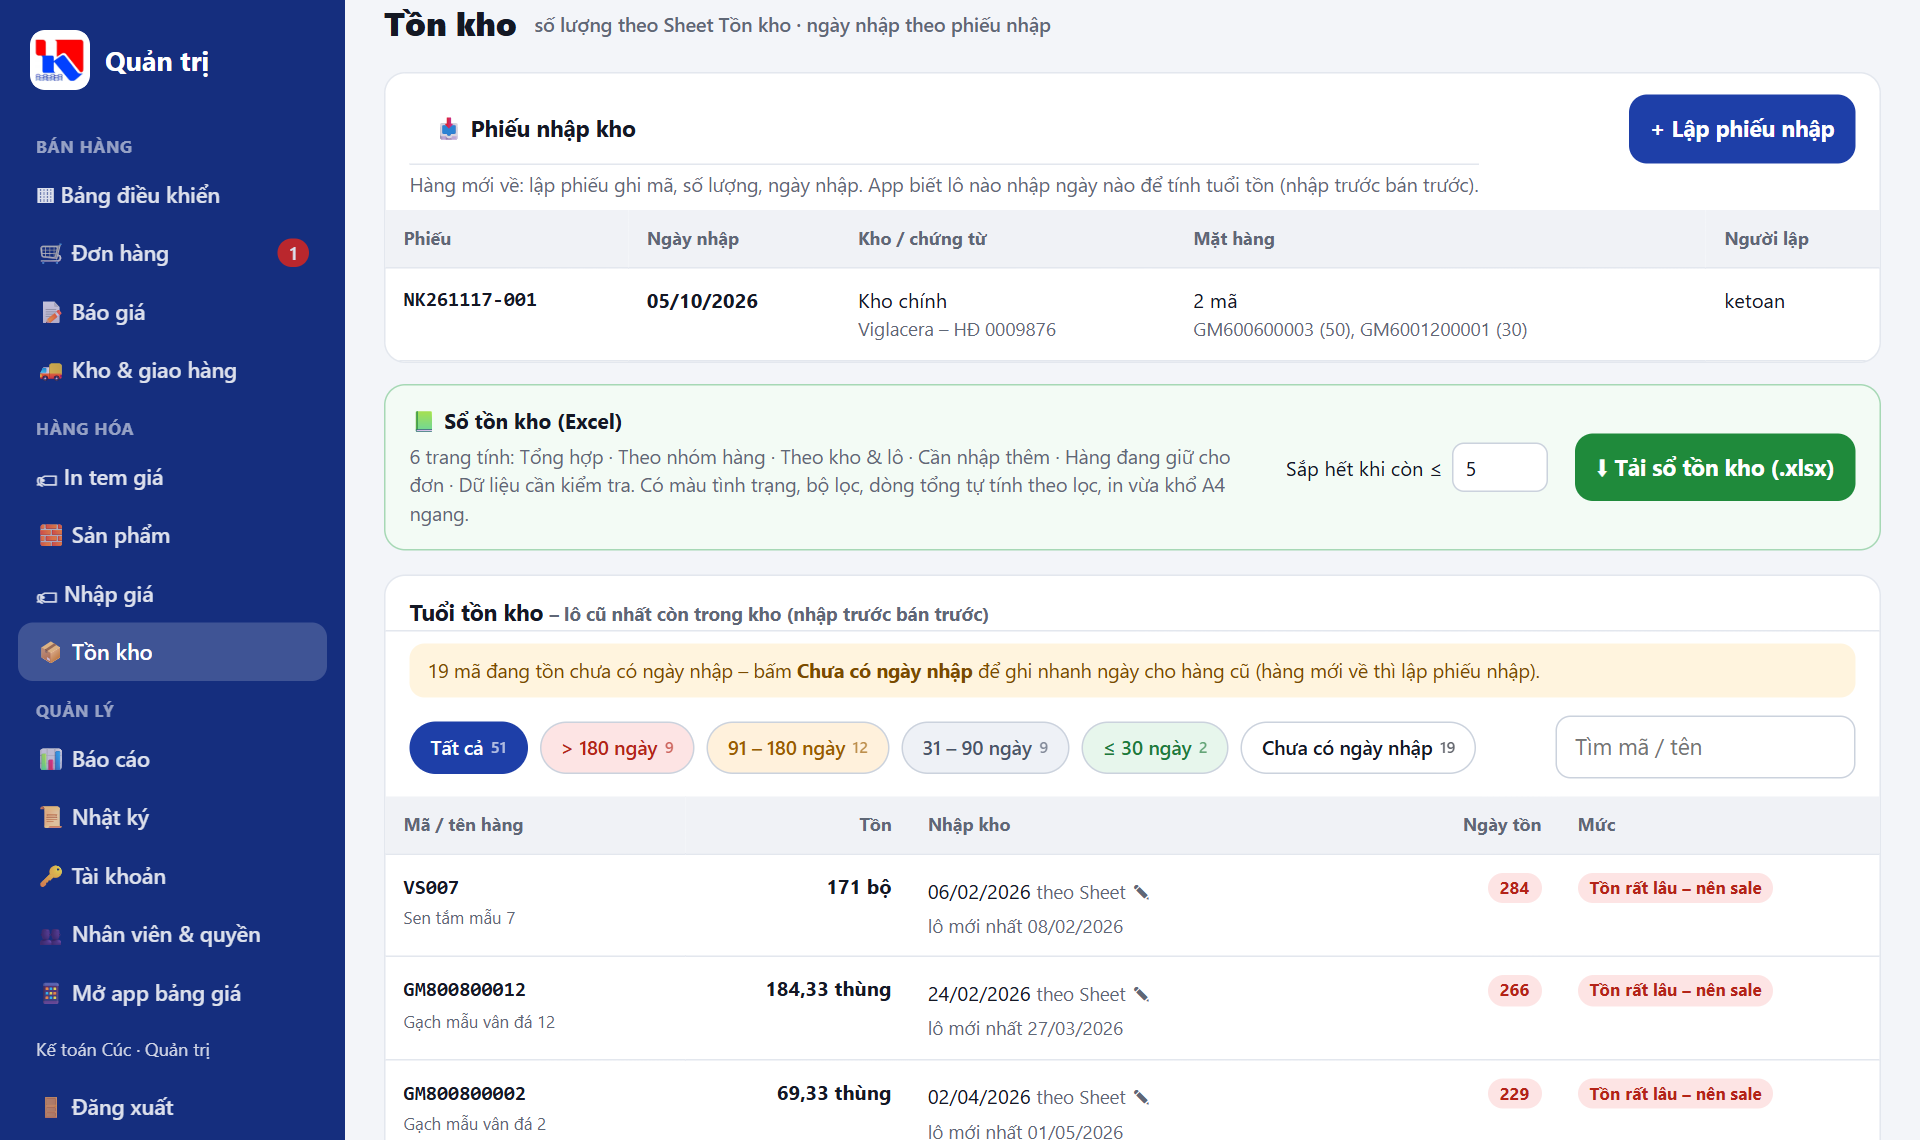 Quản trị
BÁN HÀNG
Bảng điều khiển
Đơn hàng
1
Báo giá
Kho & giao hàng
HÀNG HÓA
In tem giá
Sản phẩm
Nhập giá
Tồn kho
QUẢN LÝ
Báo cáo
Nhật ký
Tài khoản
Nhân viên & quyền
Mở app bảng giá
Kế toán Cúc · Quản trị
Đăng xuất
Tồn kho số lượng theo Sheet Tồn kho · ngày nhập theo phiếu nhập
Phiếu nhập kho
+ Lập phiếu nhập
Hàng mới về: lập phiếu ghi mã, số lượng, ngày nhập. App biết lô nào nhập ngày nào để tính tuổi tồn (nhập trước bán trước).
Phiếu Ngày nhập Kho / chứng từ Mặt hàng Người lập
NK261117-001 05/10/2026 Kho chính 2 mã ketoan
Viglacera – HĐ 0009876 GM600600003 (50), GM6001200001 (30)
Sổ tồn kho (Excel)
6 trang tính: Tổng hợp · Theo nhóm hàng · Theo kho & lô · Cần nhập thêm · Hàng đang giữ cho
đơn · Dữ liệu cần kiểm tra. Có màu tình trạng, bộ lọc, dòng tổng tự tính theo lọc, in vừa khổ A4
ngang.
Sắp hết khi còn ≤ 5
⬇ Tải sổ tồn kho (.xlsx)
Tuổi tồn kho – lô cũ nhất còn trong kho (nhập trước bán trước)
19 mã đang tồn chưa có ngày nhập – bấm Chưa có ngày nhập để ghi nhanh ngày cho hàng cũ (hàng mới về thì lập phiếu nhập).
Tất cả 51 > 180 ngày 9 91 – 180 ngày 12 31 – 90 ngày 9 ≤ 30 ngày 2 Chưa có ngày nhập 19 Tìm mã / tên
Mã / tên hàng Tồn Nhập kho Ngày tồn Mức
VS007 171 bộ 06/02/2026 theo Sheet 284 Tồn rất lâu – nên sale
Sen tắm mẫu 7 lô mới nhất 08/02/2026
GM800800012 184,33 thùng 24/02/2026 theo Sheet 266 Tồn rất lâu – nên sale
Gạch mẫu vân đá 12 lô mới nhất 27/03/2026
GM800800002 69,33 thùng 02/04/2026 theo Sheet 229 Tồn rất lâu – nên sale
Gạch mẫu vân đá 2 lô mới nhất 01/05/2026